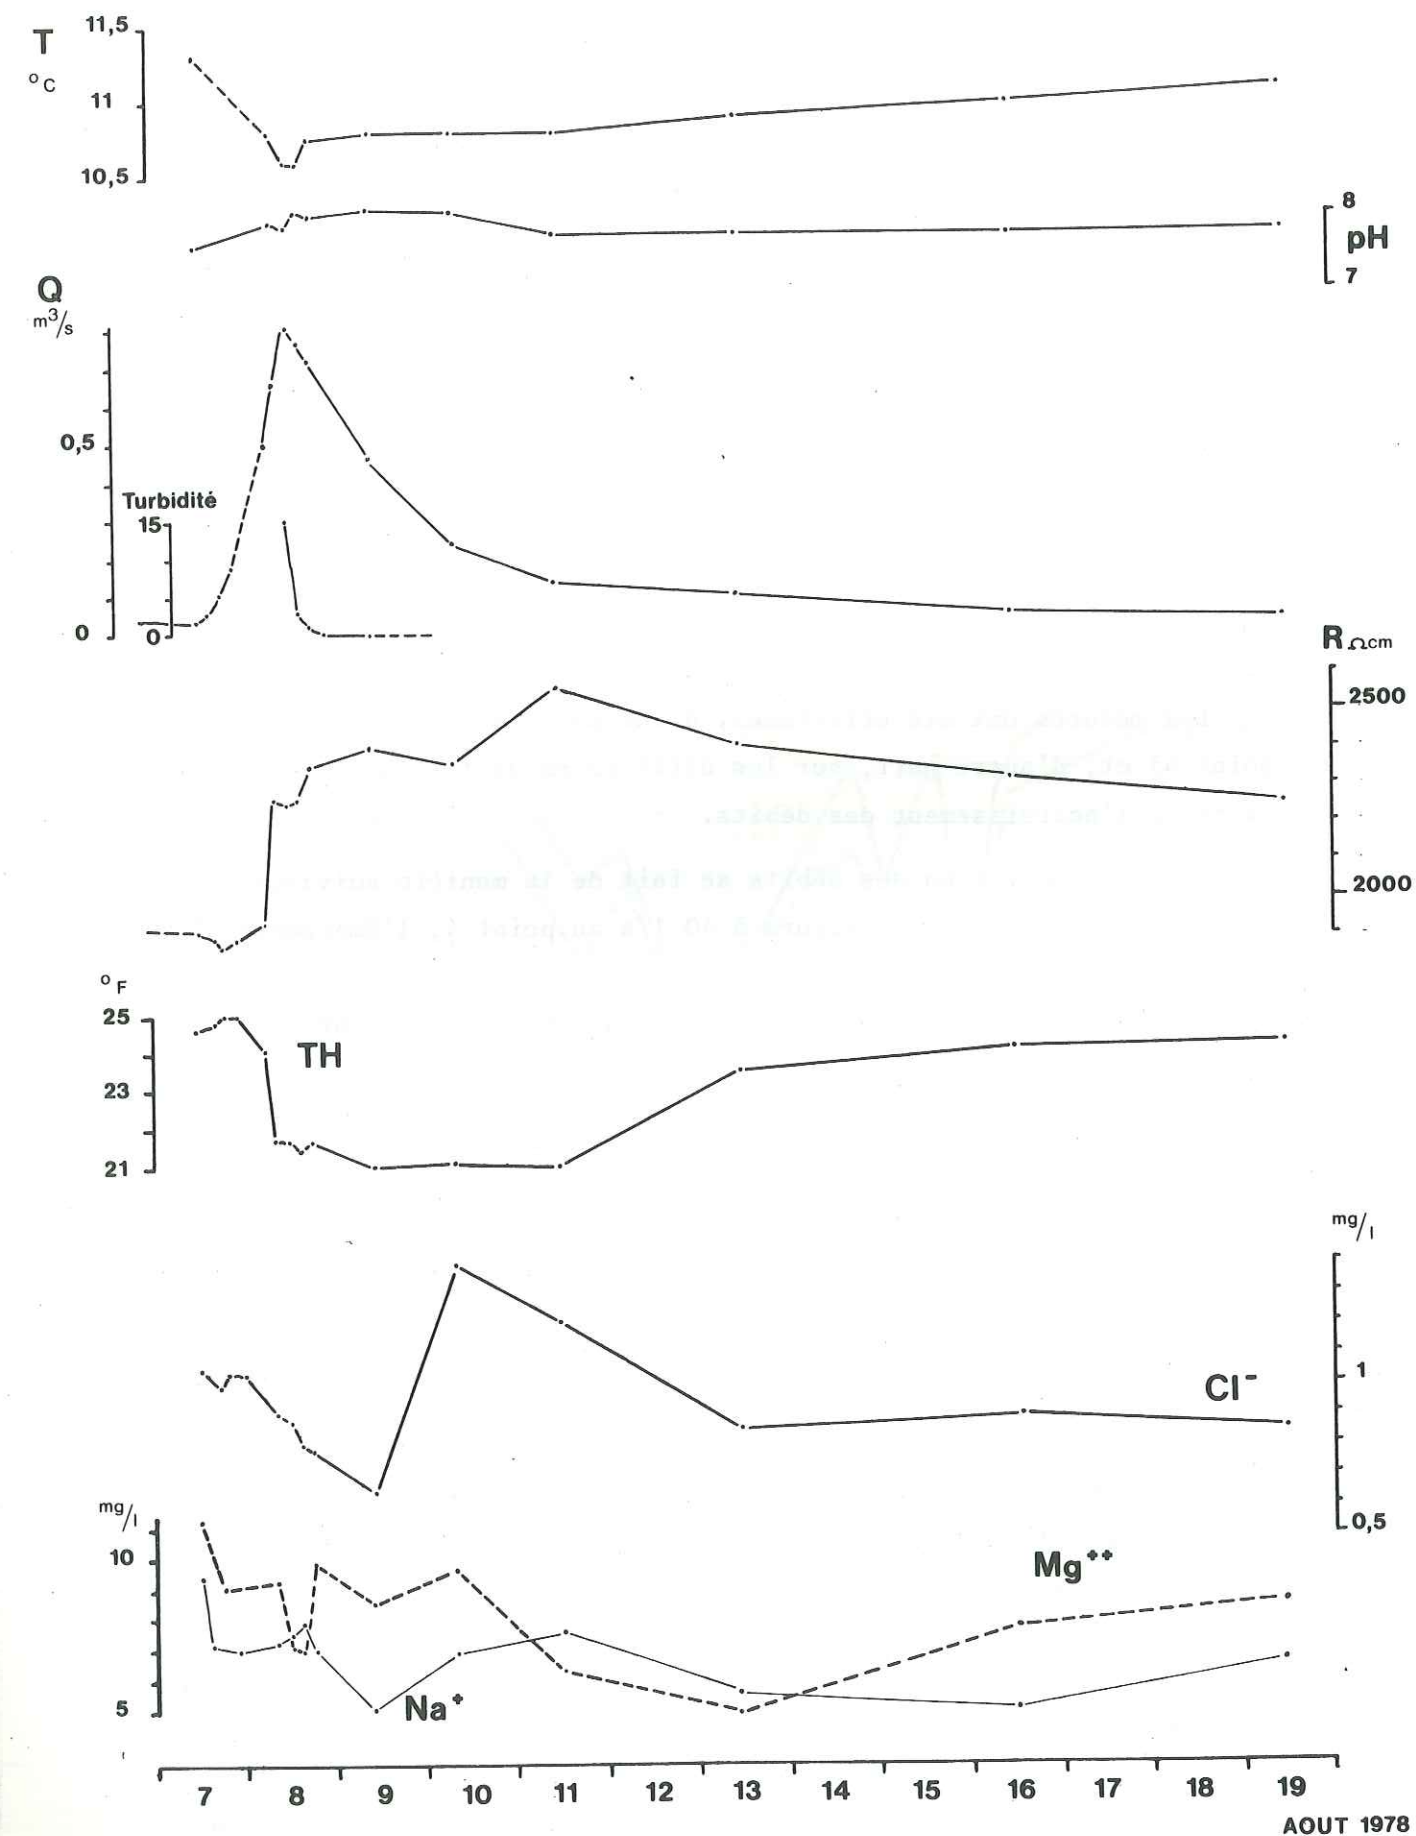 T
°C
11,5
11
10,5
8
pH
7
Q
m³/s
0,5
0
Turbidité
15
0
R Ωcm
2500
2000
°F
25
23
21
TH
mg/l
1
0,5
Cl⁻
mg/l
10
5
Mg⁺⁺
Na⁺
7 8 9 10 11 12 13 14 15 16 17 18 19
AOUT 1978